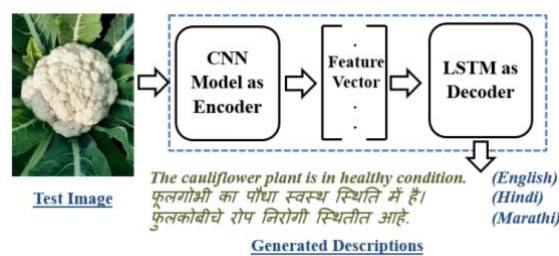 CNN
Model as
Encoder
.
Feature
Vector
.
.
LSTM as
Decoder
Test Image
The cauliflower plant is in healthy condition. (English)
फूलगोभी का पौधा स्वस्थ स्थिति में है। (Hindi)
फुलकोबीचे रोप निरोगी स्थितीत आहे. (Marathi)
Generated Descriptions